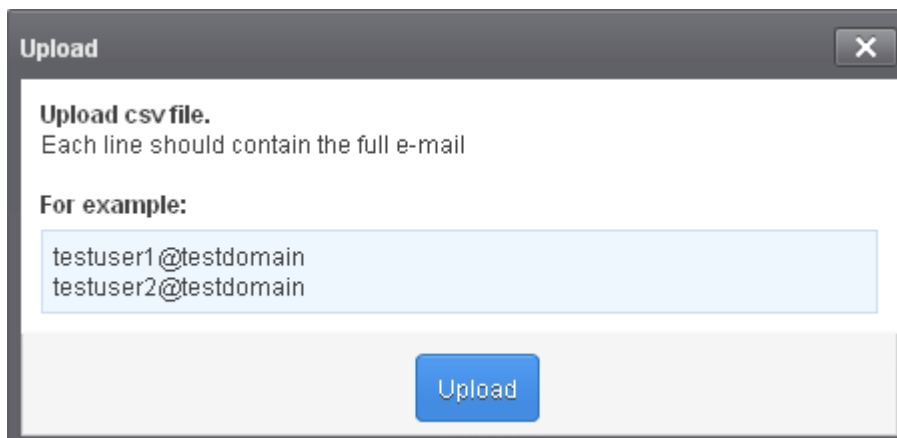 Upload
Upload csv file.
Each line should contain the full e-mail
For example:
testuser1@testdomain
testuser2@testdomain
Upload